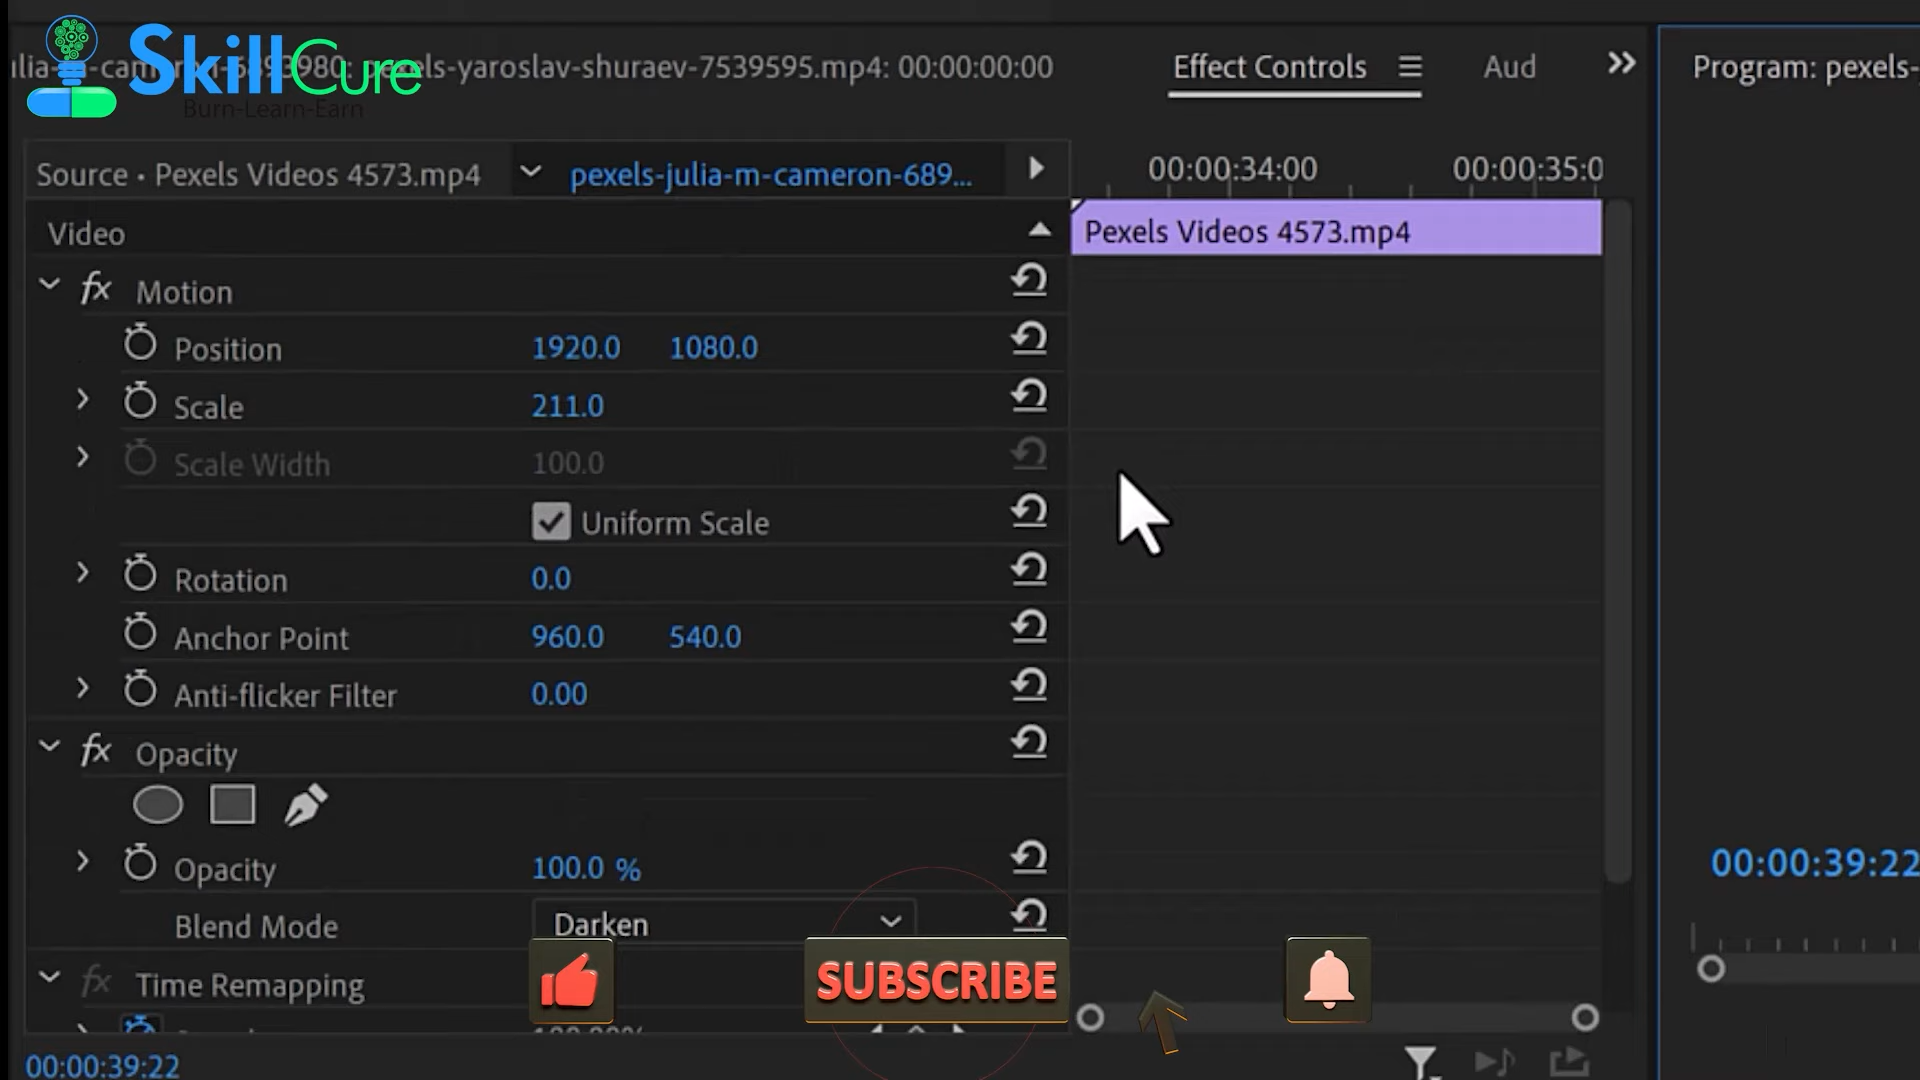 SkillCure
Burn-Learn-Earn
pexels-yaroslav-shuraev-7539595.mp4: 00:00:00:00
Effect Controls
Aud
Program: pexels-
Source • Pexels Videos 4573.mp4
pexels-julia-m-cameron-689...
00:00:34:00
00:00:35:0
Video
Pexels Videos 4573.mp4
fx Motion
Position 1920.0 1080.0
Scale 211.0
Scale Width 100.0
Uniform Scale
Rotation 0.0
Anchor Point 960.0 540.0
Anti-flicker Filter 0.00
fx Opacity
Opacity 100.0 %
00:00:39:22
Blend Mode Darken
fx Time Remapping
SUBSCRIBE
00:00:39:22